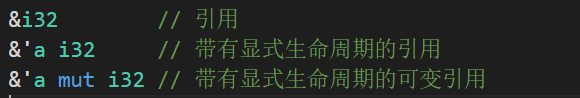 &i32        // 引用
&'a i32     // 带有显式生命周期的引用
&'a mut i32 // 带有显式生命周期的可变引用